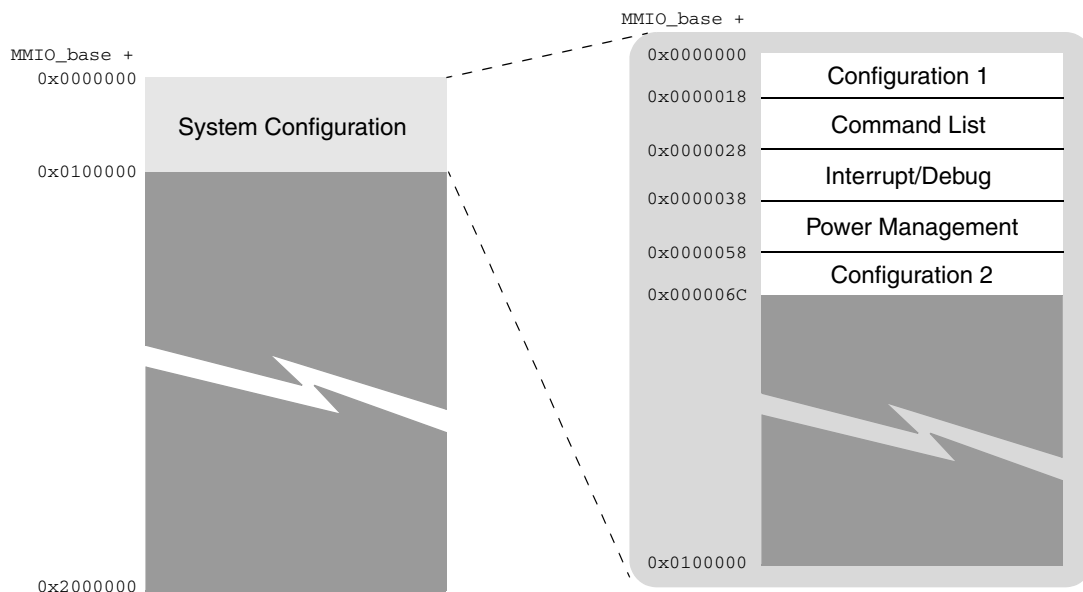 MMIO_base +
0x0000000
System Configuration
0x0100000
0x2000000
MMIO_base +
0x0000000
Configuration 1
0x0000018
Command List
0x0000028
Interrupt/Debug
0x0000038
Power Management
0x0000058
Configuration 2
0x000006C
0x0100000